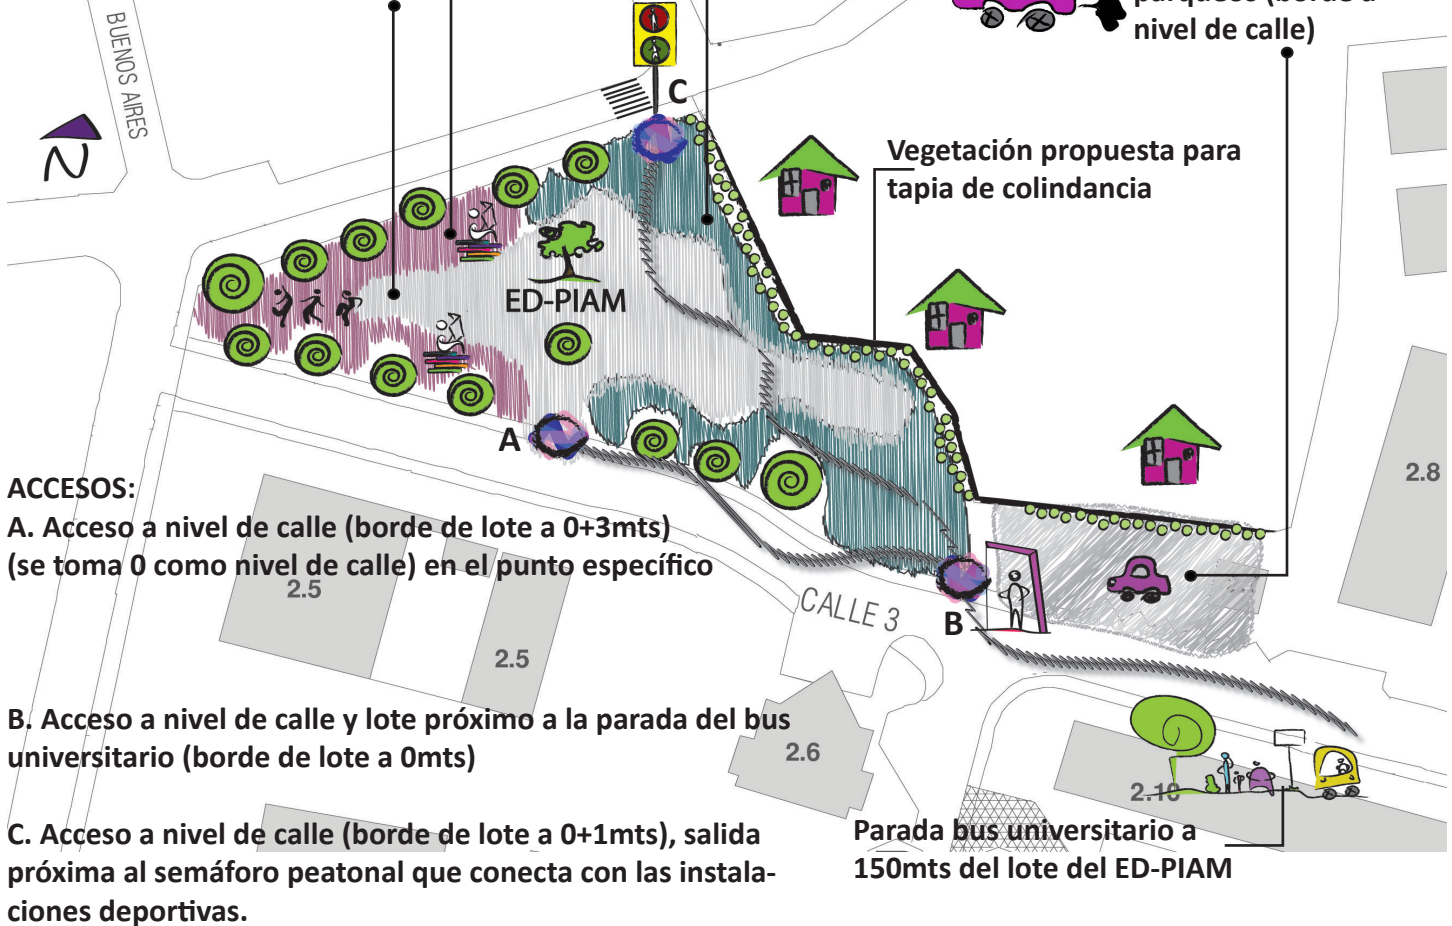 parqueos (borde a
nivel de calle)
BUENOS AIRES
N
C
Vegetación propuesta para
tapia de colindancia
ED-PIAM
A
ACCESOS:
A. Acceso a nivel de calle (borde de lote a 0+3mts)
(se toma 0 como nivel de calle) en el punto específico
2.8
2.5
CALLE 3
B
2.5
B. Acceso a nivel de calle y lote próximo a la parada del bus
universitario (borde de lote a 0mts)
2.6
2.10
C. Acceso a nivel de calle (borde de lote a 0+1mts), salida
próxima al semáforo peatonal que conecta con las instala-
ciones deportivas.
Parada bus universitario a
150mts del lote del ED-PIAM